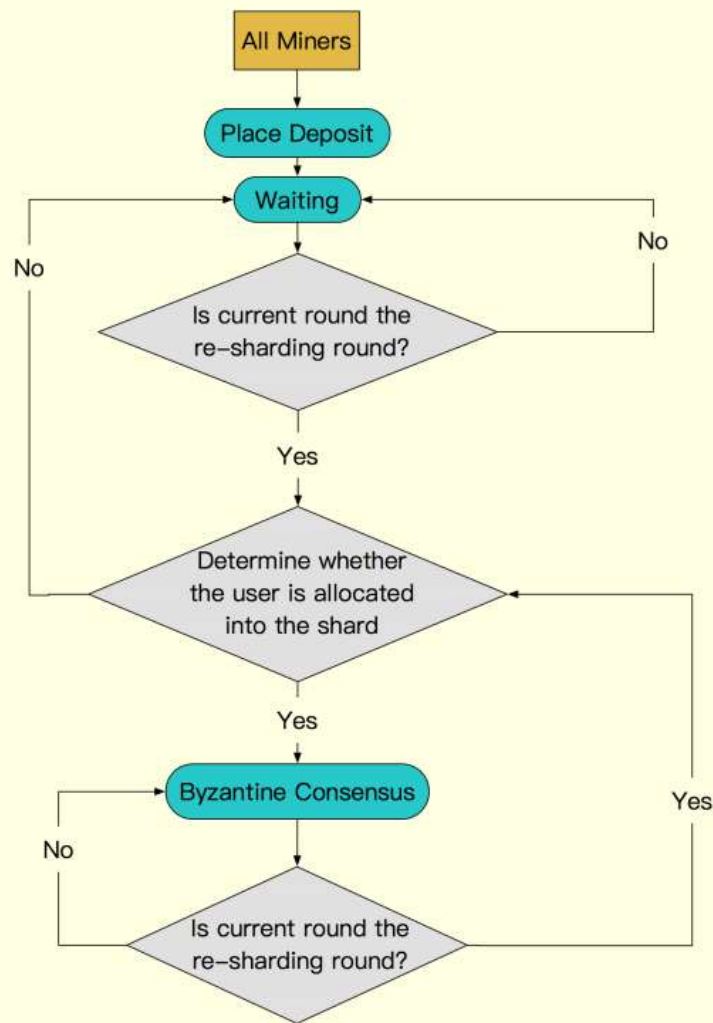 All Miners
Place Deposit
Waiting
No
No
Is current round the
re-sharding round?
Yes
Determine whether
the user is allocated
into the shard
Yes
Byzantine Consensus
Yes
No
Is current round the
re-sharding round?